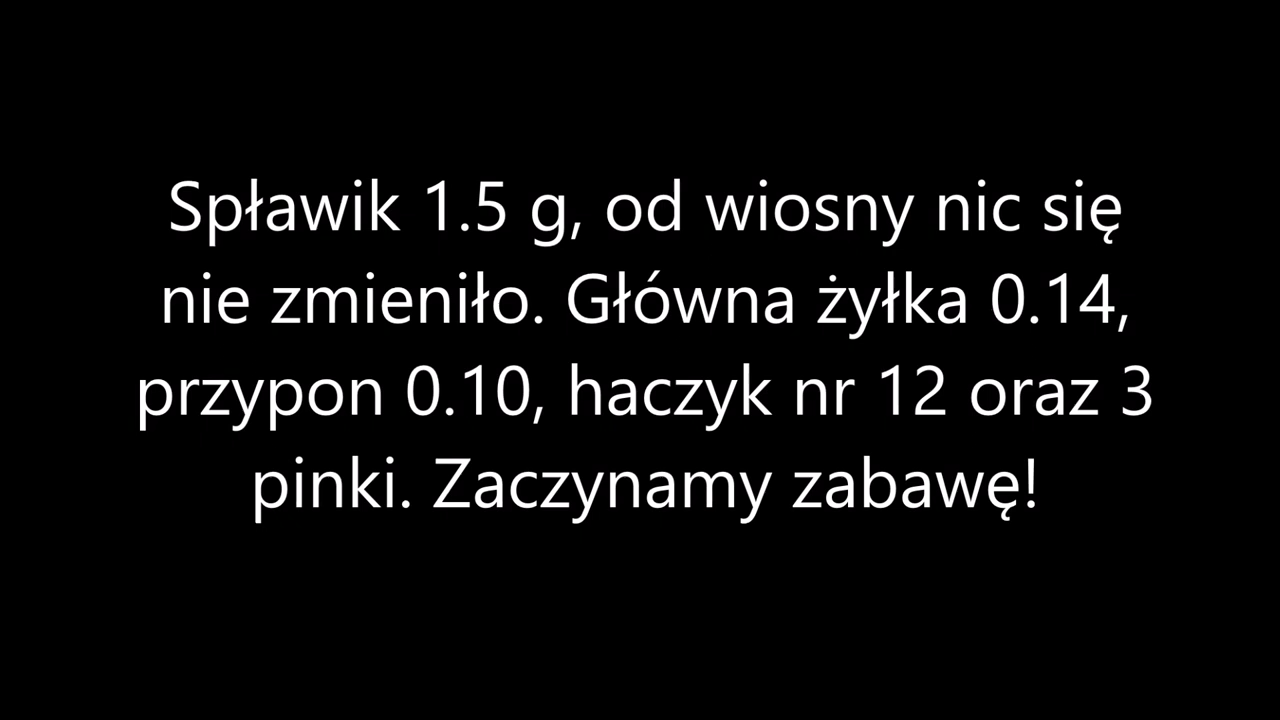 Spławik 1.5 g, od wiosny nic się
nie zmieniło. Główna żyłka 0.14,
przypon 0.10, haczyk nr 12 oraz 3
pinki. Zaczynamy zabawę!